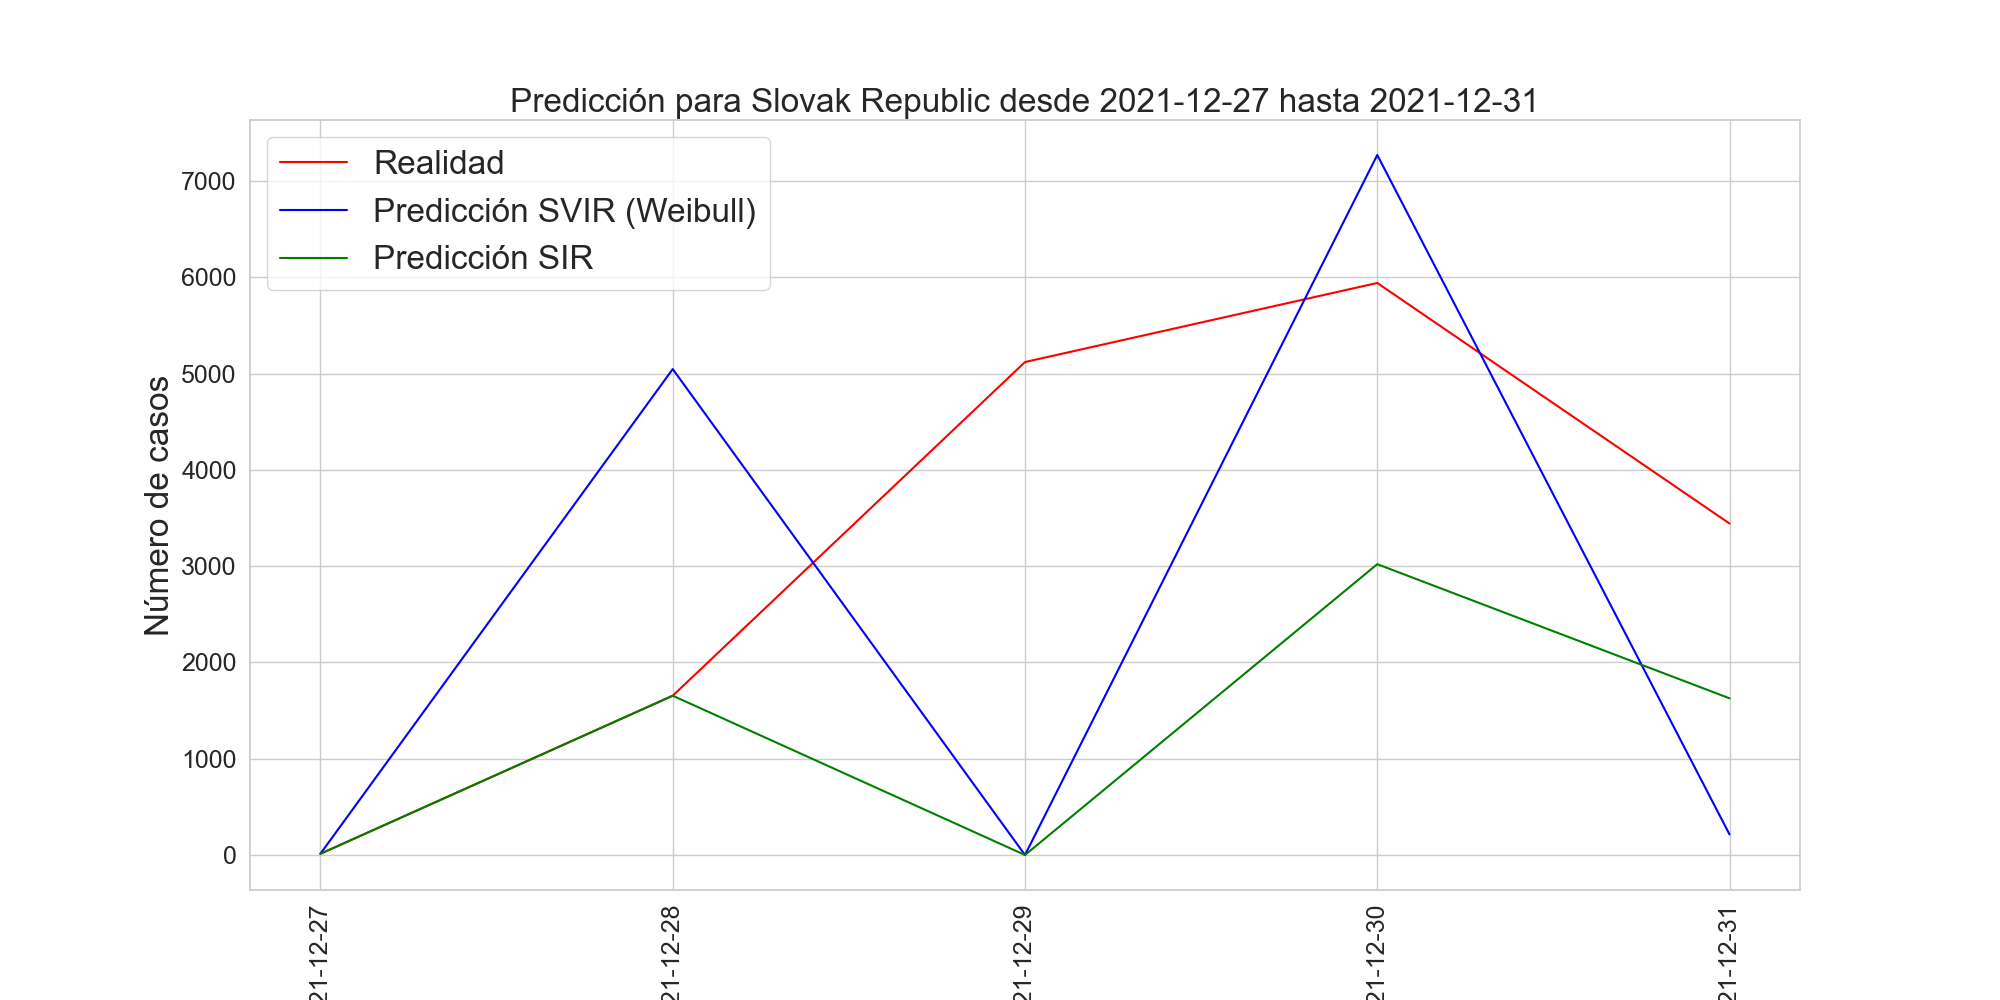 Predicción para Slovak Republic desde 2021-12-27 hasta 2021-12-31
Realidad
Predicción SVIR (Weibull)
Predicción SIR
Número de casos
7000
6000
5000
4000
3000
2000
1000
0
21-12-27
21-12-28
21-12-29
21-12-30
21-12-31